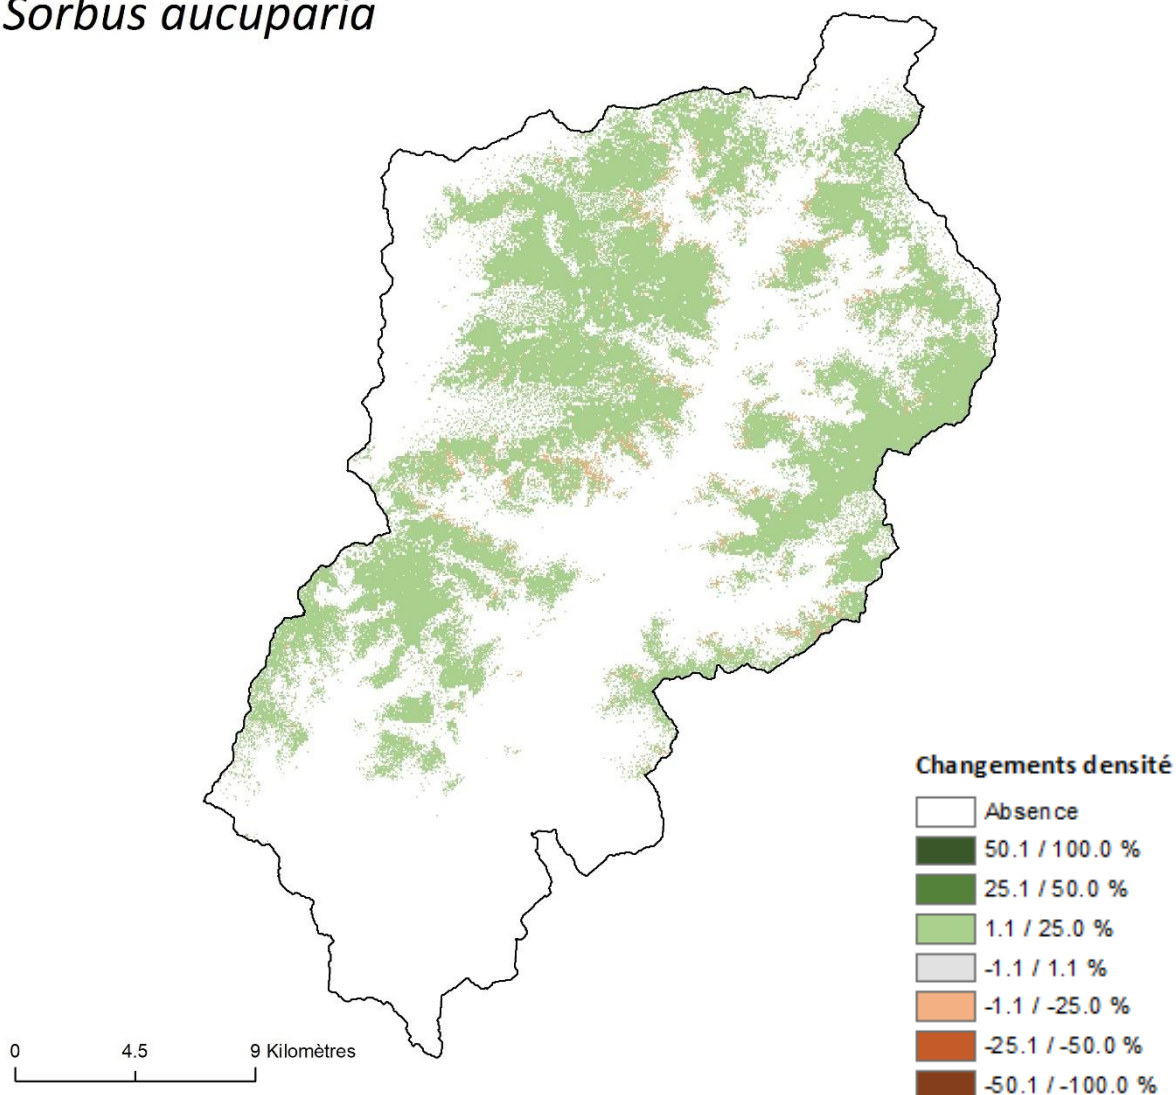 Sorbus aucuparia
Changements densité
Absence
50.1 / 100.0 %
25.1 / 50.0 %
1.1 / 25.0 %
-1.1 / 1.1 %
-1.1 / -25.0 %
-25.1 / -50.0 %
-50.1 / -100.0 %
0 4.5 9 Kilomètres